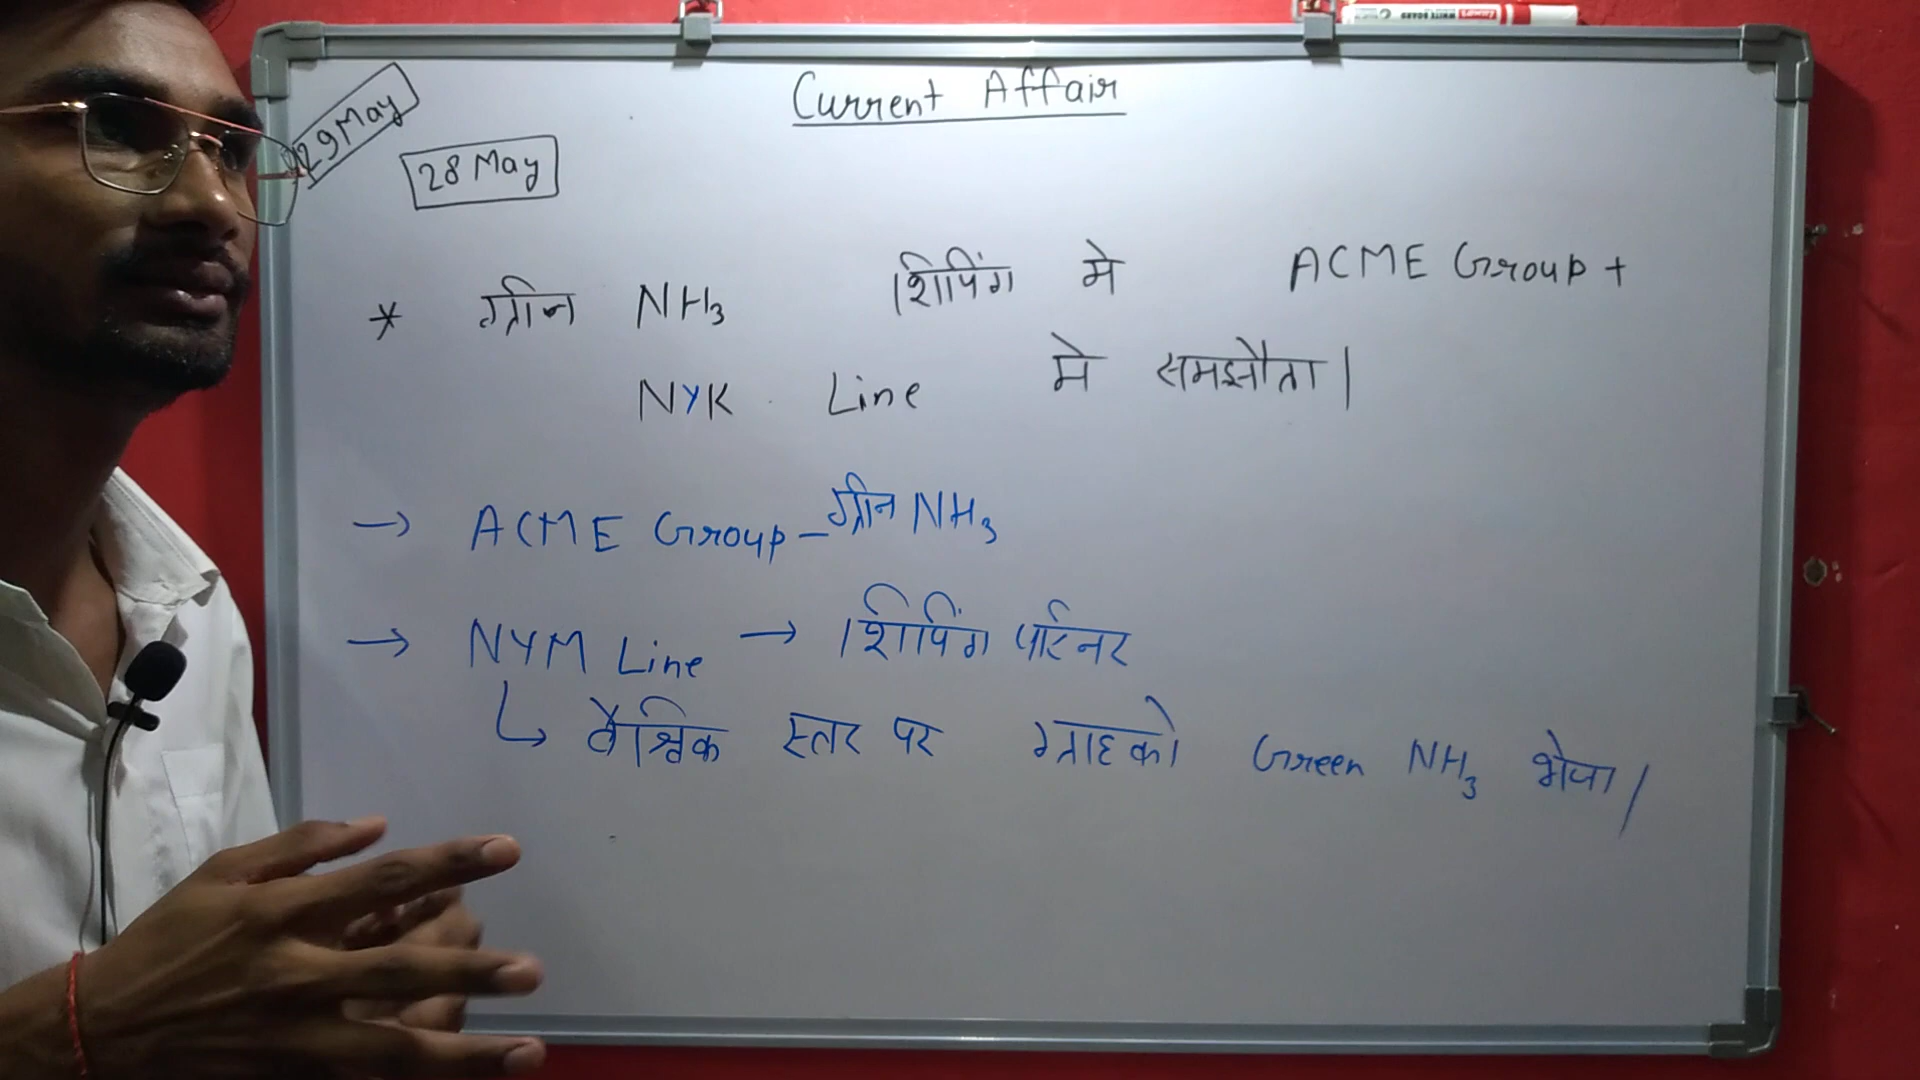 Current Affair
29 May
28 May
* ग्रीन NH3 शिपिंग मे ACME Group +
NYK Line मे समझौता।
→ ACME Group - ग्रीन NH3
→ NYM Line → शिपिंग पार्टनर
↳ वैश्विक स्तर पर ग्राहको Green NH3 भेजा।